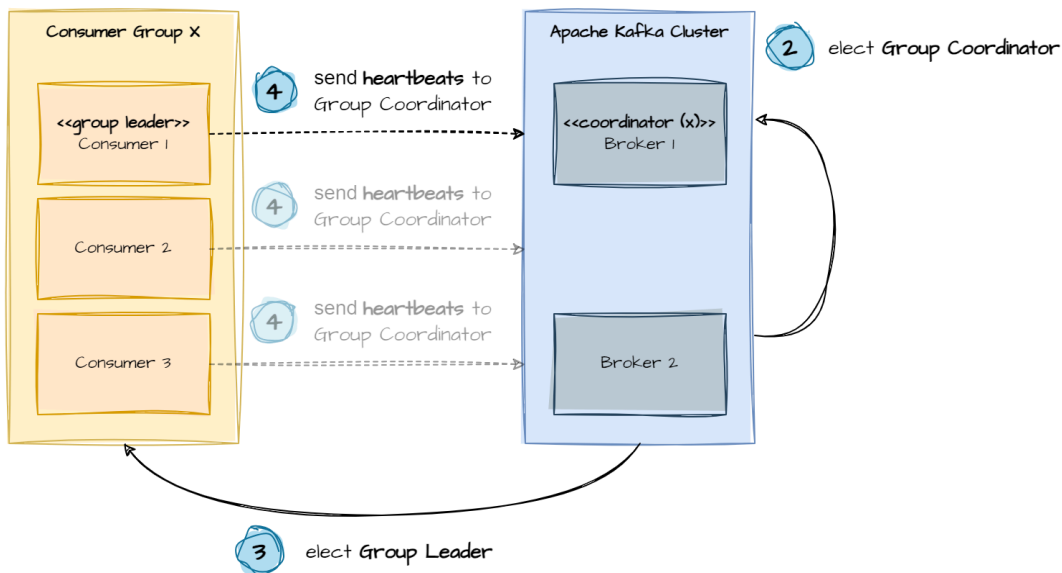 Consumer Group X
<<group leader>>
Consumer 1
Consumer 2
Consumer 3
4
send heartbeats to
Group Coordinator
4
send heartbeats to
Group Coordinator
4
send heartbeats to
Group Coordinator
Apache Kafka Cluster
<<coordinator (x)>>
Broker 1
Broker 2
2
elect Group Coordinator
3
elect Group Leader